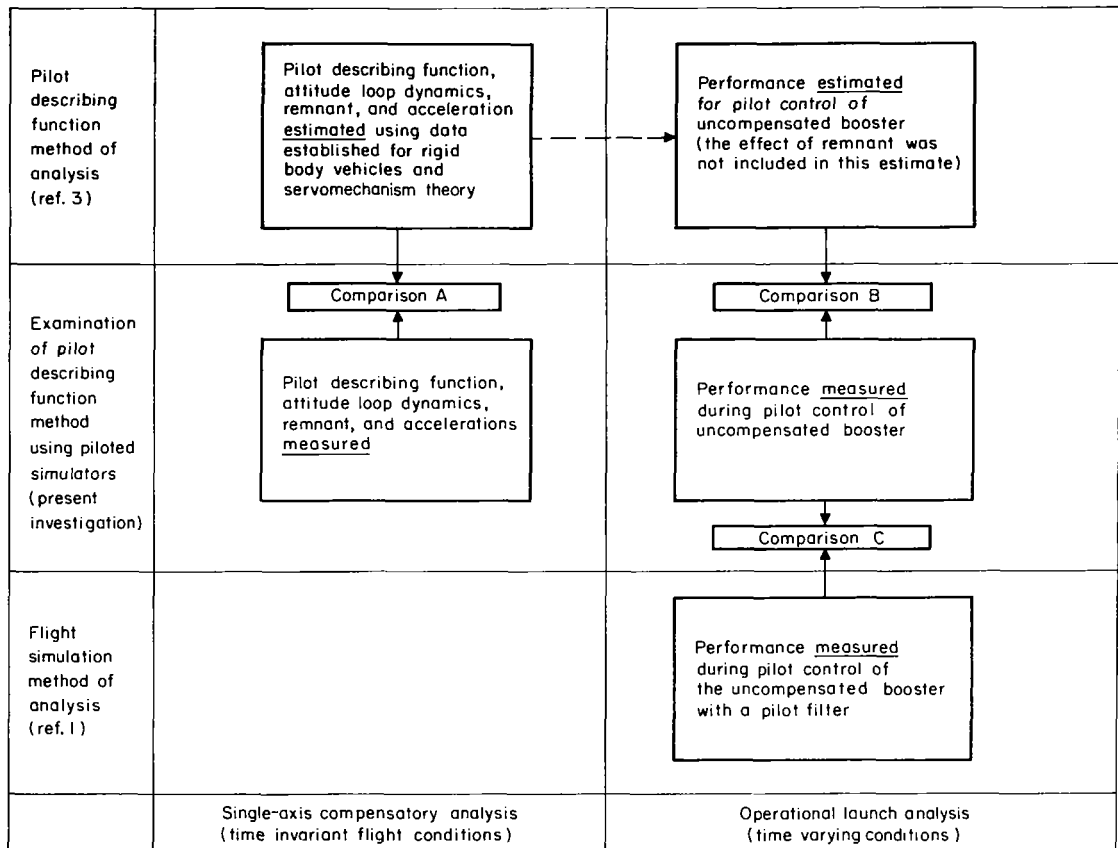 Pilot
describing
function
method of
analysis
(ref. 3)
Pilot describing function,
attitude loop dynamics,
remnant, and acceleration
estimated using data
established for rigid
body vehicles and
servomechanism theory
Performance estimated
for pilot control of
uncompensated booster
(the effect of remnant was
not included in this estimate)
Examination
of pilot
describing
function
method
using piloted
simulators
(present
investigation)
Comparison A
Pilot describing function,
attitude loop dynamics,
remnant, and accelerations
measured
Comparison B
Performance measured
during pilot control of
uncompensated booster
Comparison C
Flight
simulation
method of
analysis
(ref. 1)
Performance measured
during pilot control of
the uncompensated booster
with a pilot filter
Single-axis compensatory analysis
(time invariant flight conditions)
Operational launch analysis
(time varying conditions)